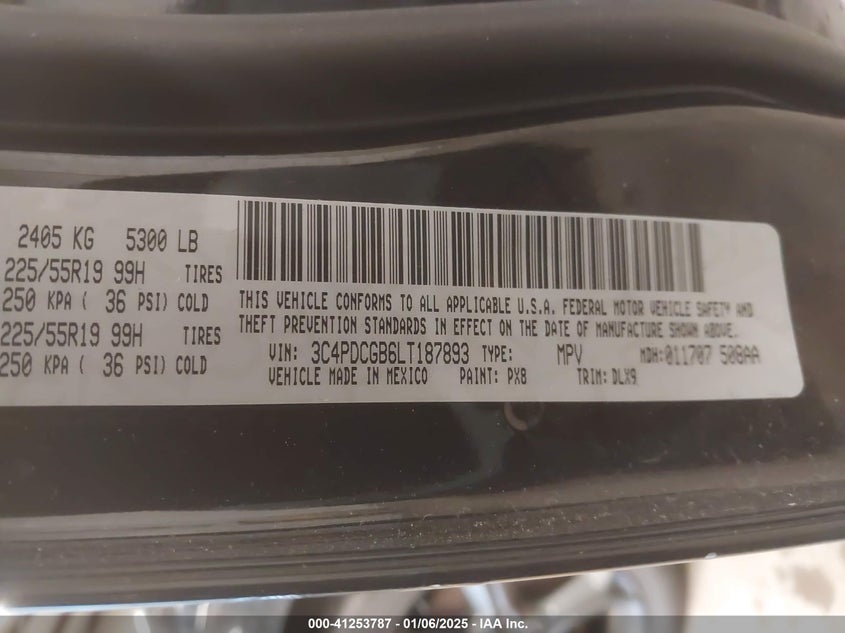 2405 KG 5300 LB
225/55R19 99H TIRES
250 KPA ( 36 PSI) COLD
225/55R19 99H TIRES
250 KPA ( 36 PSI) COLD
THIS VEHICLE CONFORMS TO ALL APPLICABLE U.S.A. FEDERAL MOTOR VEHICLE SAFETY AND
THEFT PREVENTION STANDARDS IN EFFECT ON THE DATE OF MANUFACTURE SHOWN ABOVE.
VIN: 3C4PDCGB6LT187893 TYPE: MPV MDH:011707 508AA
VEHICLE MADE IN MEXICO PAINT: PX8 TRIM: DLX9
000-41253787 - 01/06/2025 - IAA Inc.